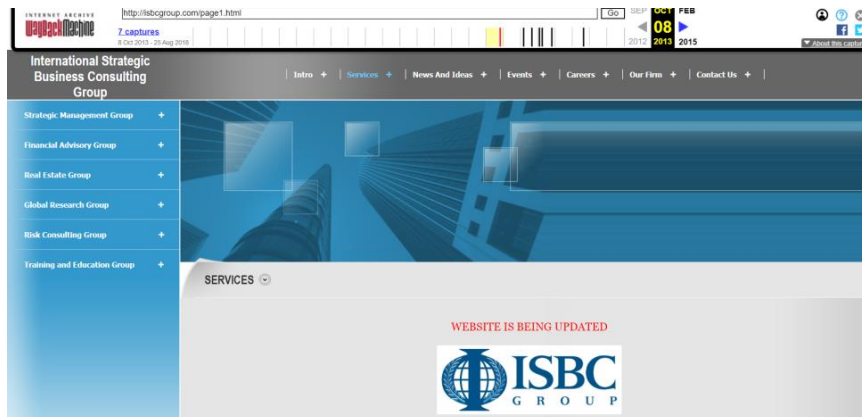 INTERNET ARCHIVE
WayBackMachine
http://isbcgroup.com/page1.html
Go
SEP OCT FEB
08
2012 2013 2015
7 captures
8 Oct 2013 - 25 Aug 2016
About this capture
International Strategic
Business Consulting
Group
| Intro + | Services + | News And Ideas + | Events + | Careers + | Our Firm + | Contact Us + |
Strategic Management Group +
Financial Advisory Group +
Real Estate Group +
Global Research Group +
Risk Consulting Group +
Training and Education Group +
SERVICES
WEBSITE IS BEING UPDATED
ISBC
GROUP